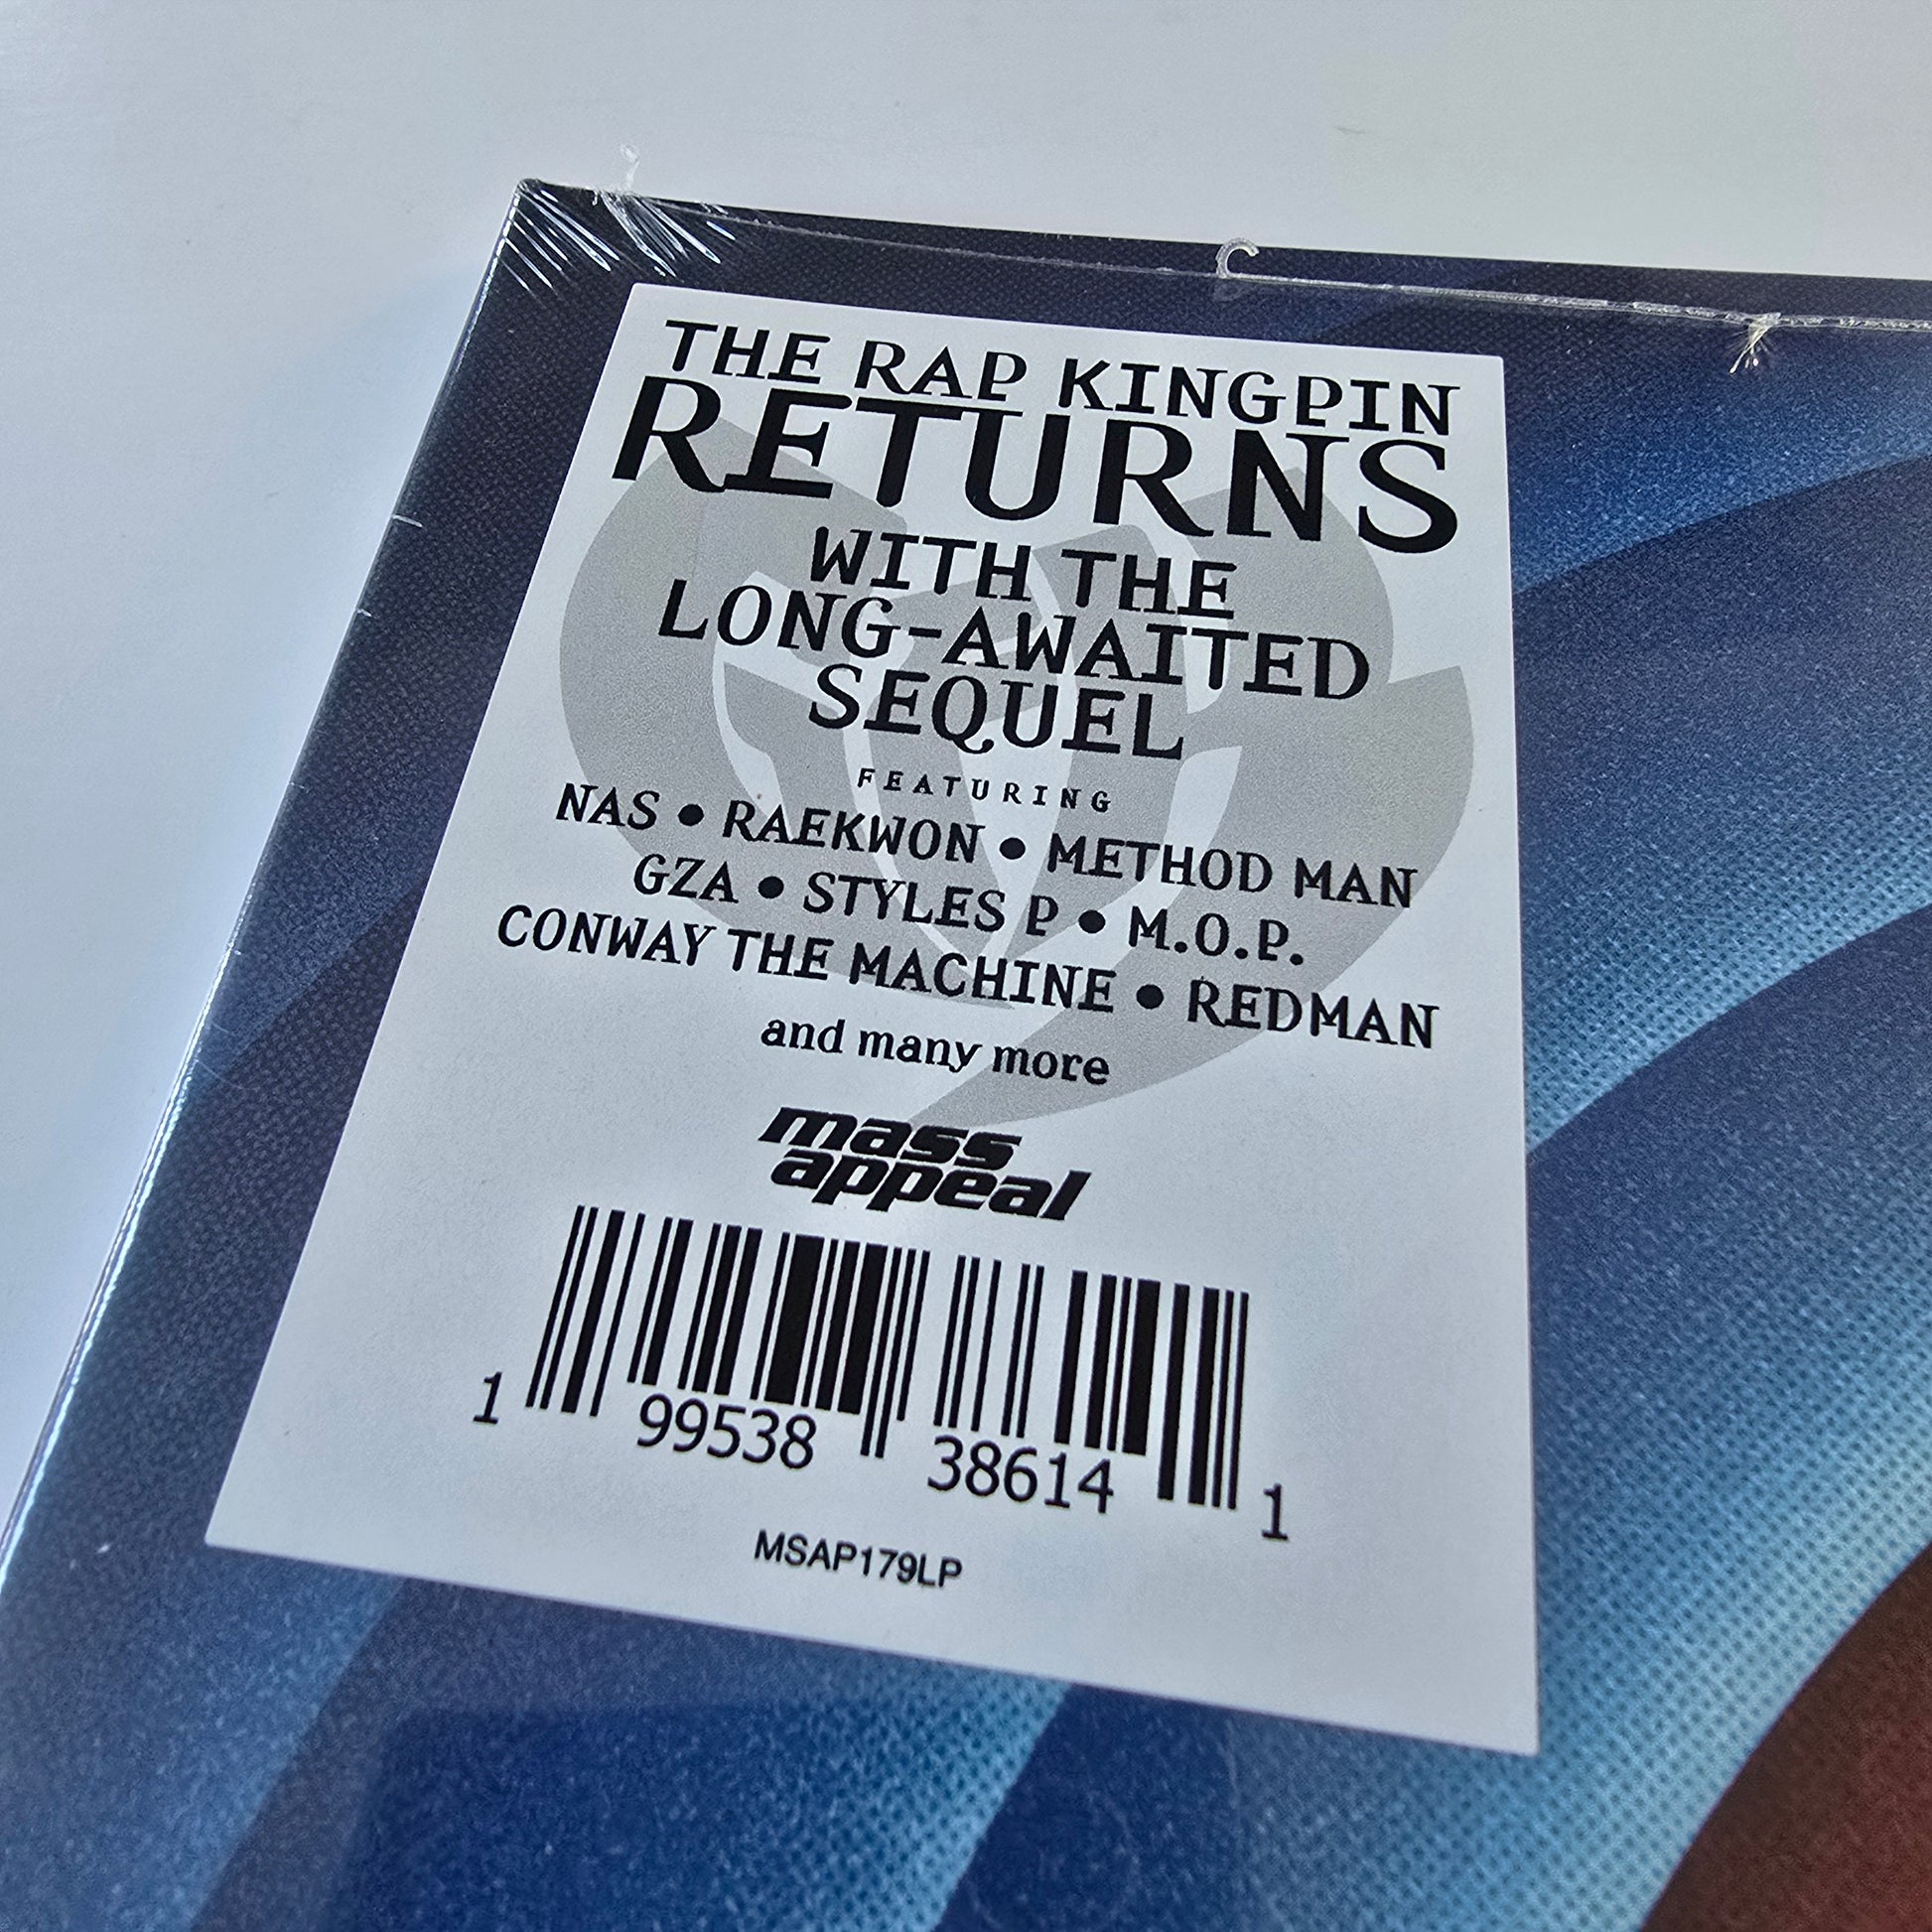 THE RAP KINGPIN
RETURNS
WITH THE
LONG-AWAITED
SEQUEL
FEATURING
NAS • RAEKWON • METHOD MAN
GZA • STYLES P • M.O.P.
CONWAY THE MACHINE • REDMAN
and many more
mass
appeal
1 99538 38614 1
MSAP179LP